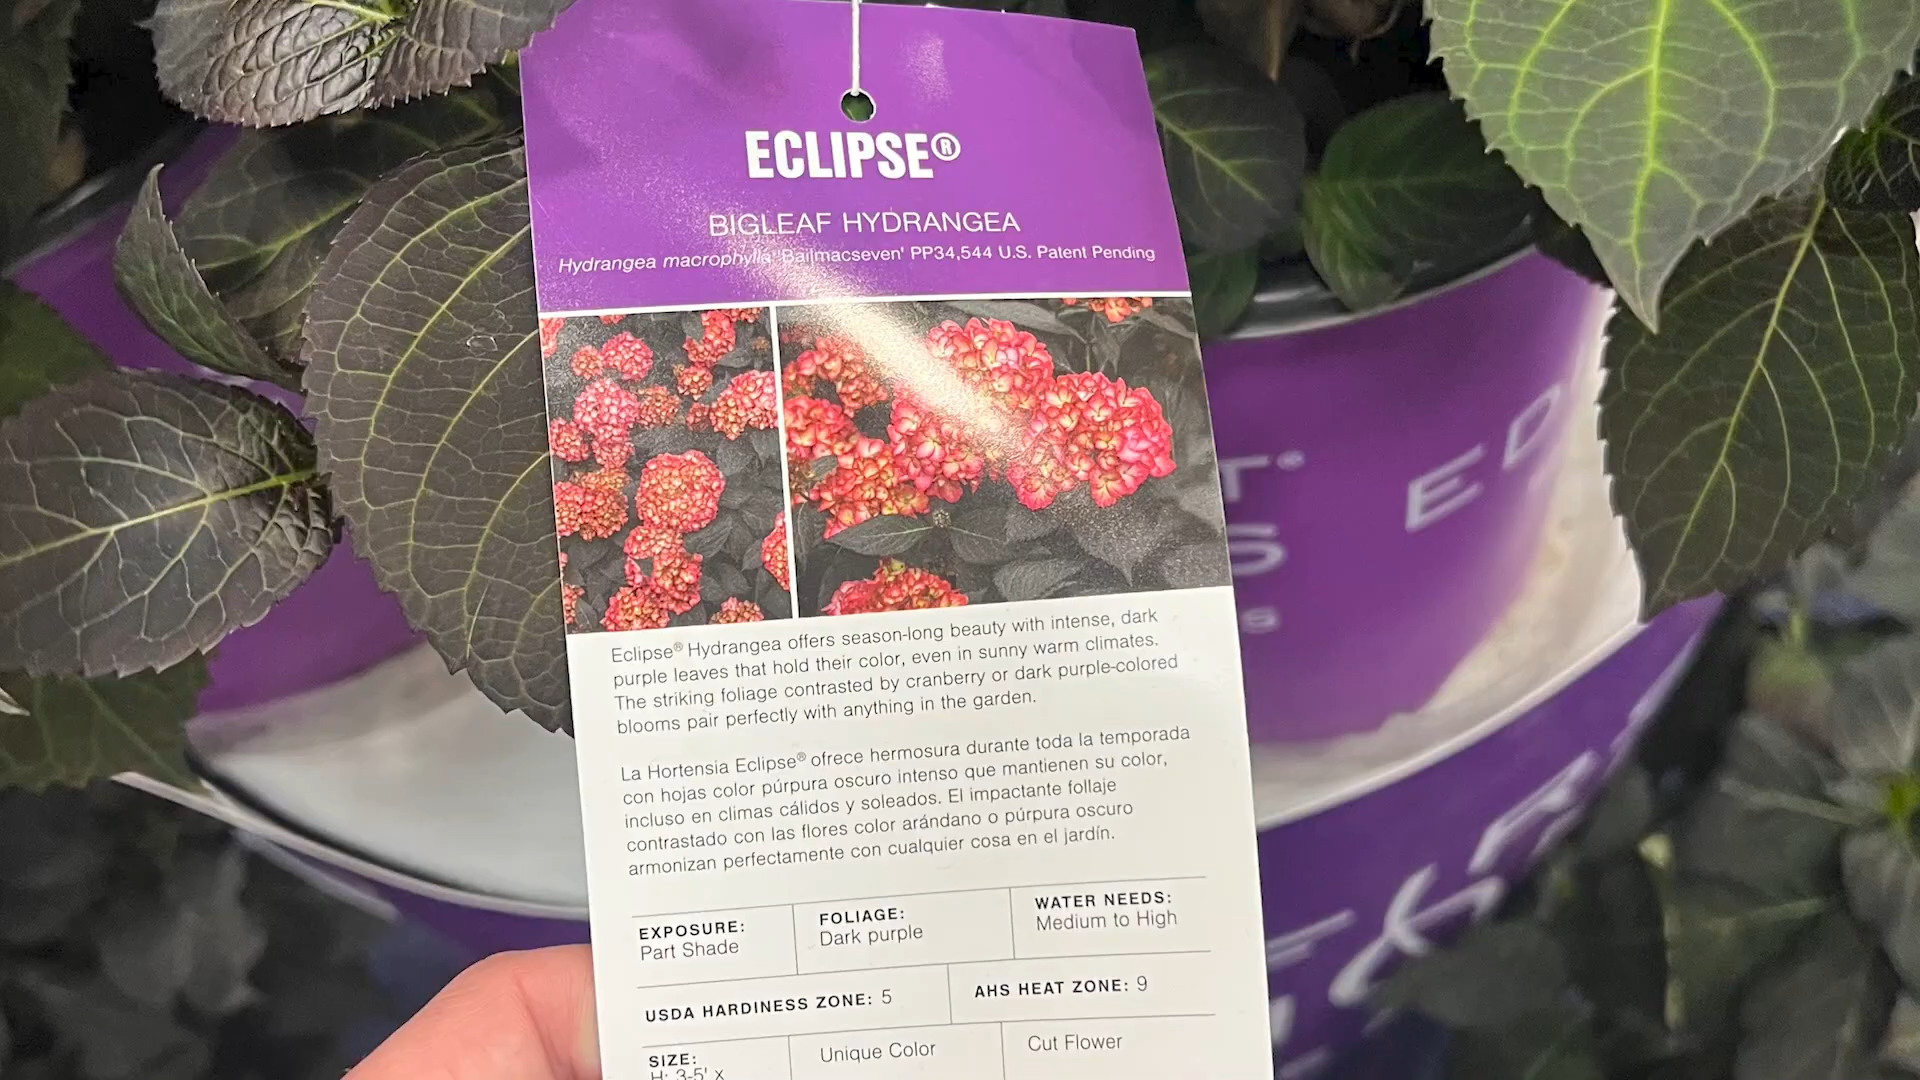 ECLIPSE®
BIGLEAF HYDRANGEA
Hydrangea macrophylla 'Bailmacseven' PP34,544 U.S. Patent Pending
Eclipse® Hydrangea offers season-long beauty with intense, dark
purple leaves that hold their color, even in sunny warm climates.
The striking foliage contrasted by cranberry or dark purple-colored
blooms pair perfectly with anything in the garden.
La Hortensia Eclipse® ofrece hermosura durante toda la temporada
con hojas color púrpura oscuro intenso que mantienen su color,
incluso en climas cálidos y soleados. El impactante follaje
contrastado con las flores color arándano o púrpura oscuro
armonizan perfectamente con cualquier cosa en el jardín.
EXPOSURE:
Part Shade
FOLIAGE:
Dark purple
WATER NEEDS:
Medium to High
USDA HARDINESS ZONE: 5
AHS HEAT ZONE: 9
SIZE:
H: 3-5' x
Unique Color
Cut Flower